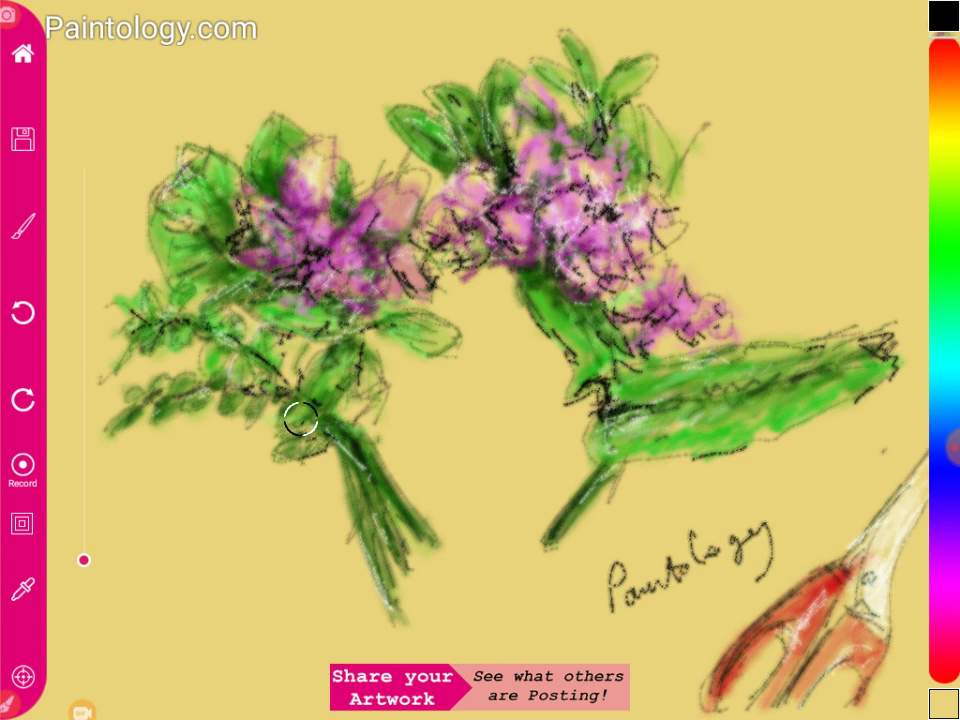 Paintology.com
Record
Paintology
Share your
Artwork
See what others
are Posting!